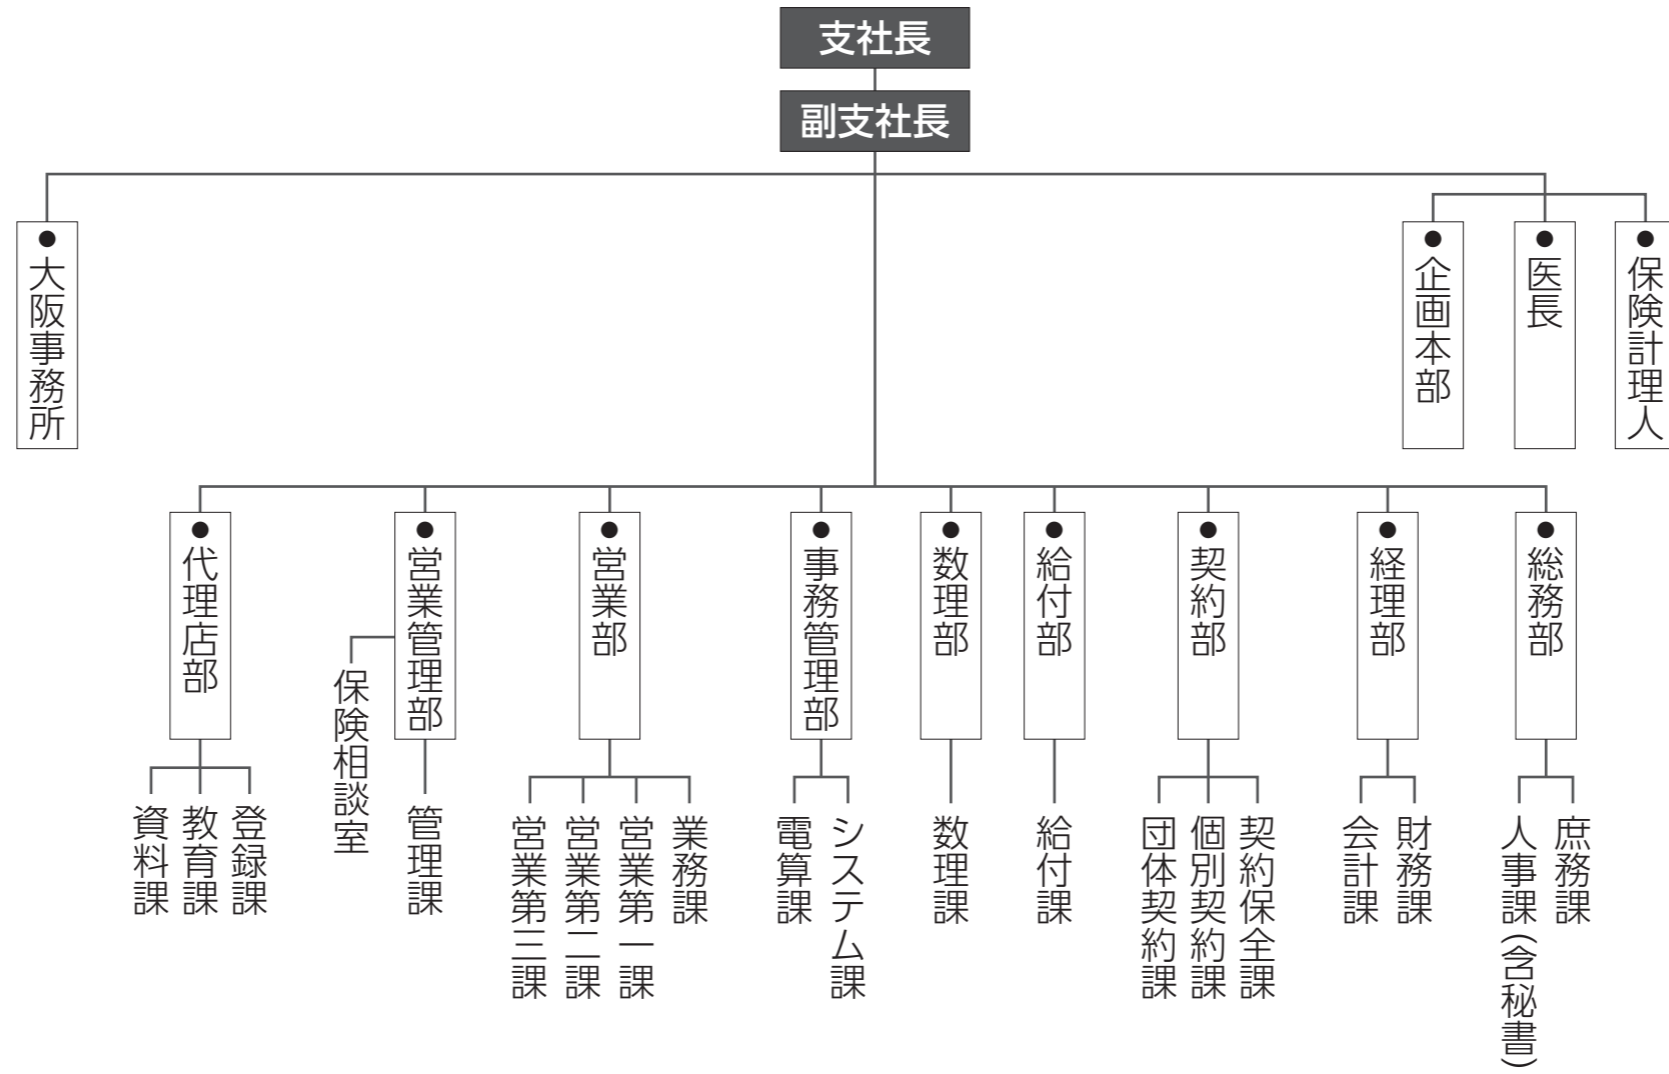 支社長
副支社長
●保険計理人
●医長
●企画本部
●大阪事務所
●総務部
●経理部
●契約部
●給付部
●数理部
●事務管理部
●営業部
●営業管理部
●代理店部
保険相談室
庶務課
人事課(含秘書)
財務課
会計課
契約保全課
個別契約課
団体契約課
給付課
数理課
システム課
電算課
業務課
営業第一課
営業第二課
営業第三課
管理課
登録課
教育課
資料課